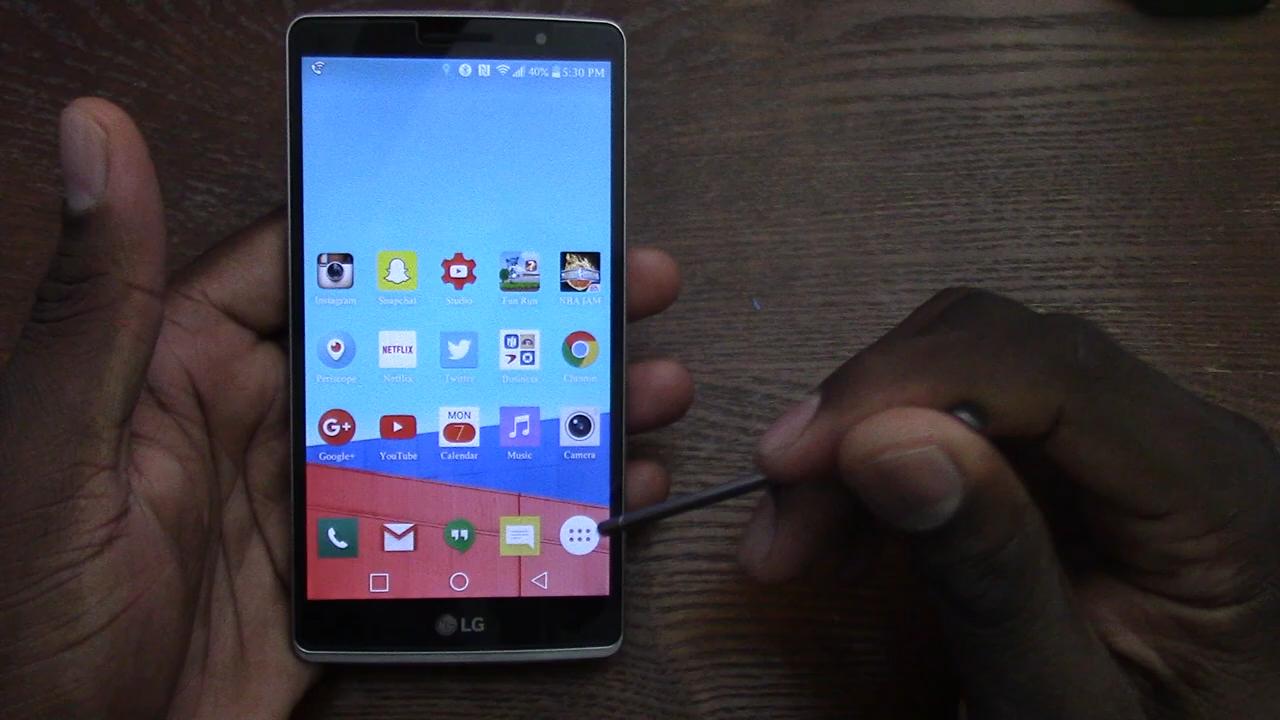 40% 5:30 PM
Instagram Snapchat Studio Fun Run NBA JAM
NETFLIX
Periscope Netflix Twitter Business Chrome
G+ MON
7
Google+ YouTube Calendar Music Camera
LG